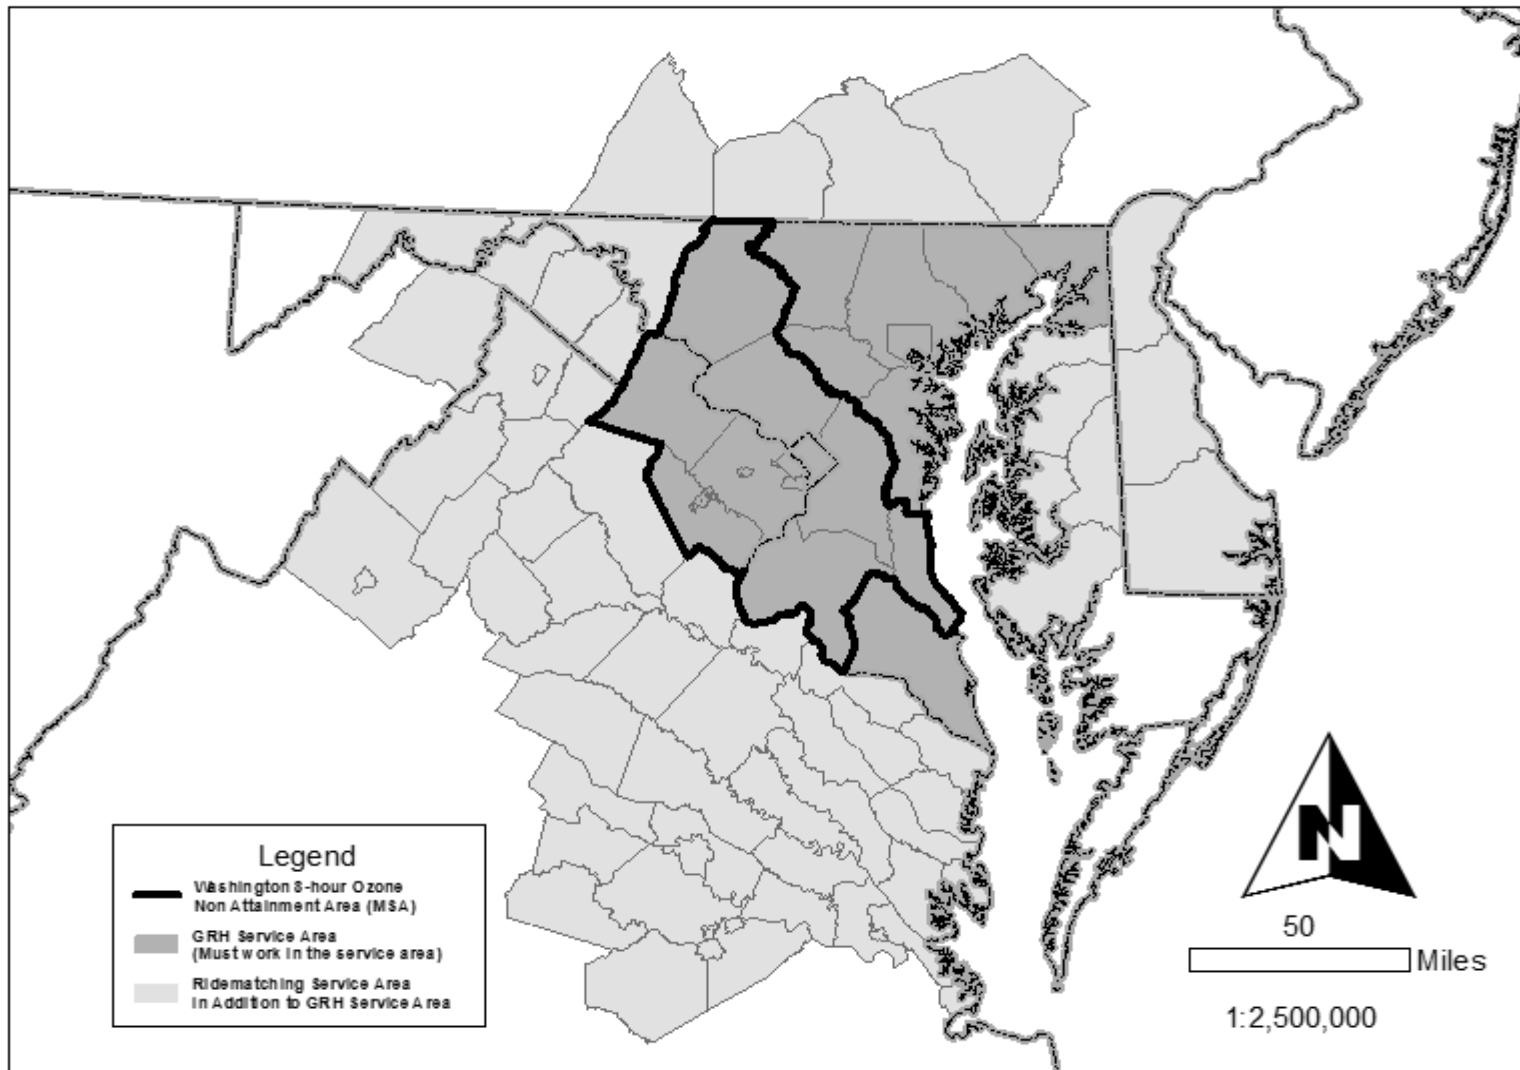 Legend
Washington 8-hour Ozone
Non Attainment Area (MSA)
GRH Service Area
(Must work in the service area)
Ridematching Service Area
in Addition to GRH Service Area
N
50
Miles
1:2,500,000